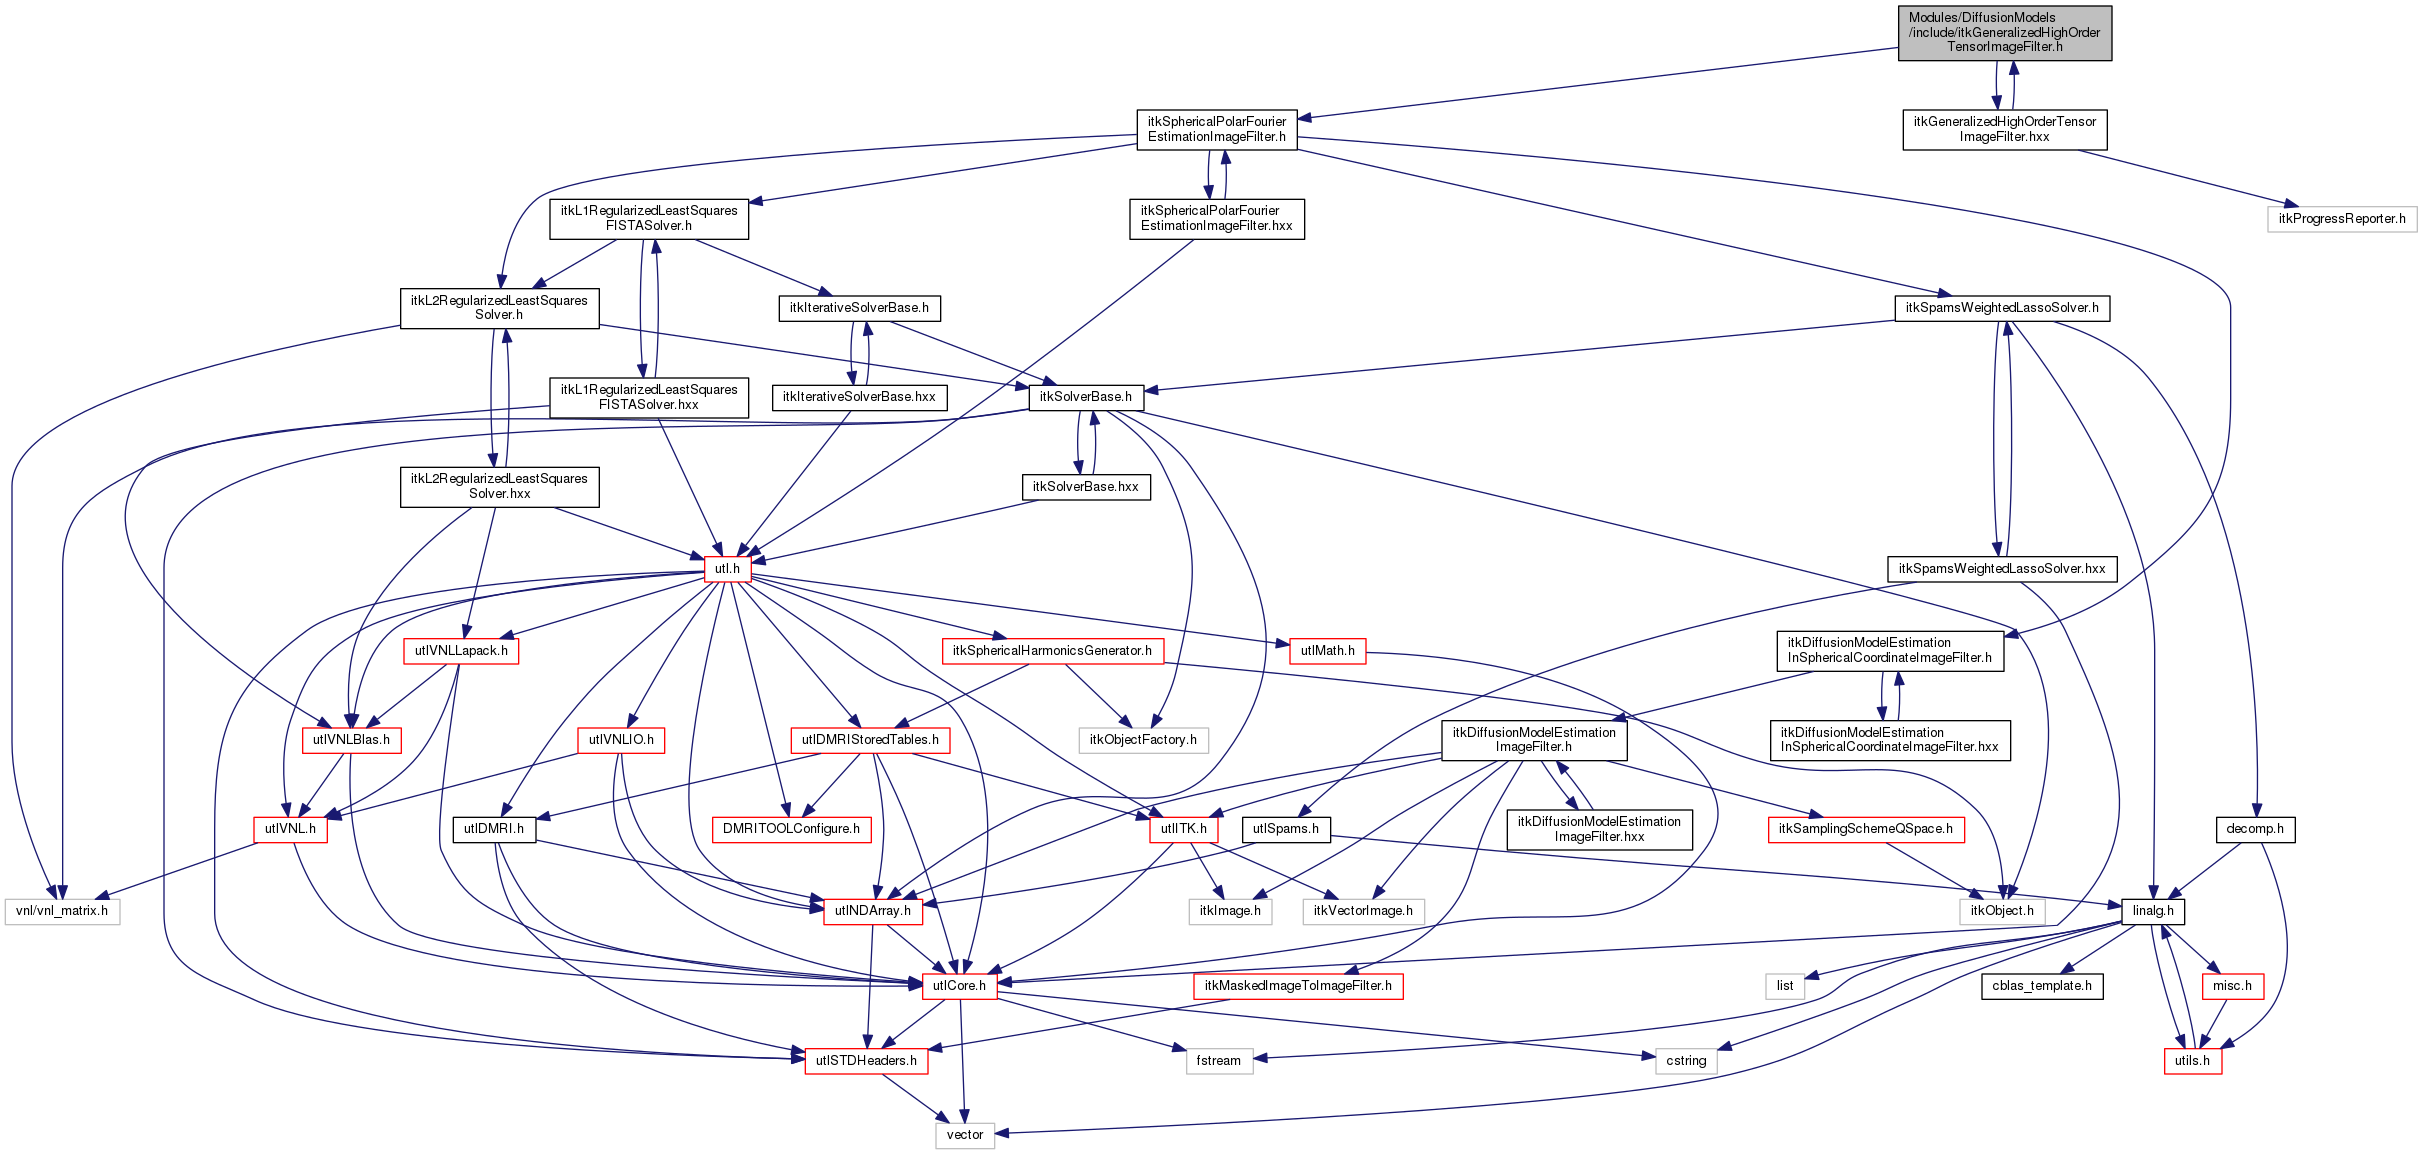 Modules/DiffusionModels
/include/itkGeneralizedHighOrder
TensorImageFilter.h
itkSphericalPolarFourier
EstimationImageFilter.h
itkGeneralizedHighOrderTensor
ImageFilter.hxx
itkL1RegularizedLeastSquares
FISTASolver.h
itkSphericalPolarFourier
EstimationImageFilter.hxx
itkProgressReporter.h
itkL2RegularizedLeastSquares
Solver.h
itkIterativeSolverBase.h
itkSpamsWeightedLassoSolver.h
itkL1RegularizedLeastSquares
FISTASolver.hxx
itkIterativeSolverBase.hxx
itkSolverBase.h
itkL2RegularizedLeastSquares
Solver.hxx
itkSolverBase.hxx
utl.h
itkSpamsWeightedLassoSolver.hxx
utlVNLLapack.h
itkSphericalHarmonicsGenerator.h
utlMath.h
itkDiffusionModelEstimation
InSphericalCoordinateImageFilter.h
utlVNLBlas.h
utlVNLIO.h
utlDMRIStoredTables.h
itkObjectFactory.h
itkDiffusionModelEstimation
ImageFilter.h
itkDiffusionModelEstimation
InSphericalCoordinateImageFilter.hxx
utlVNL.h
utlDMRI.h
DMRITOOLConfigure.h
utlITK.h
utlSpams.h
itkDiffusionModelEstimation
ImageFilter.hxx
itkSamplingSchemeQSpace.h
decomp.h
vnl/vnl_matrix.h
utlNDArray.h
itkImage.h
itkVectorImage.h
itkObject.h
linalg.h
utlCore.h
itkMaskedImageToImageFilter.h
list
cblas_template.h
misc.h
utlSTDHeaders.h
fstream
cstring
utils.h
vector